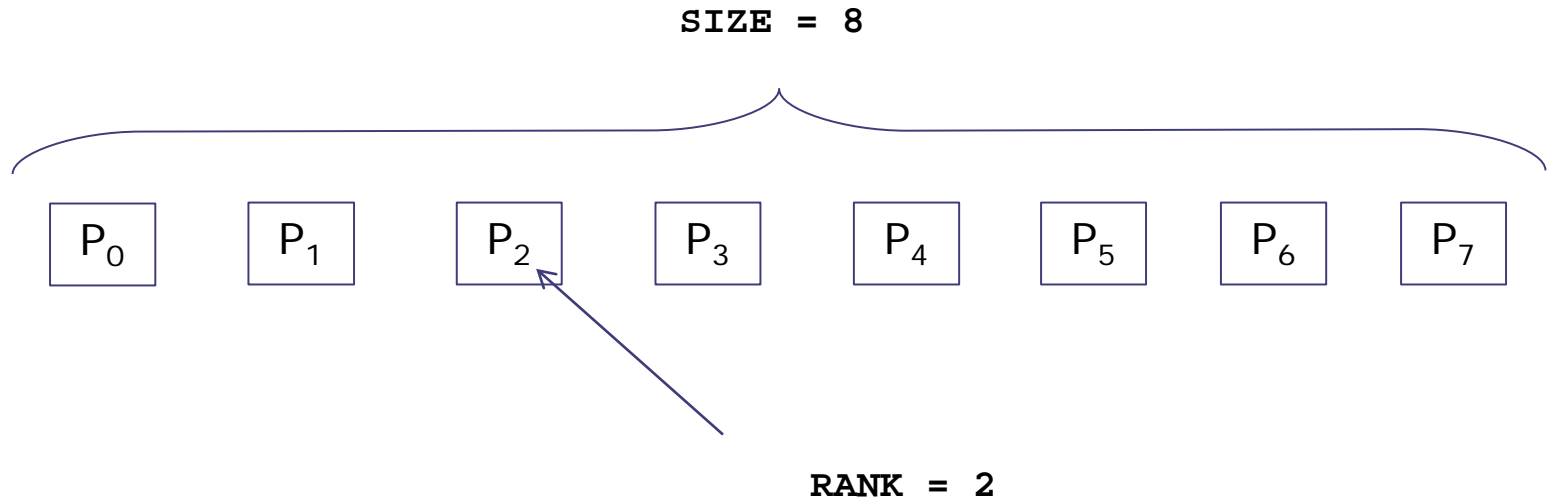 SIZE = 8
P₀ P₁ P₂ P₃ P₄ P₅ P₆ P₇
RANK = 2